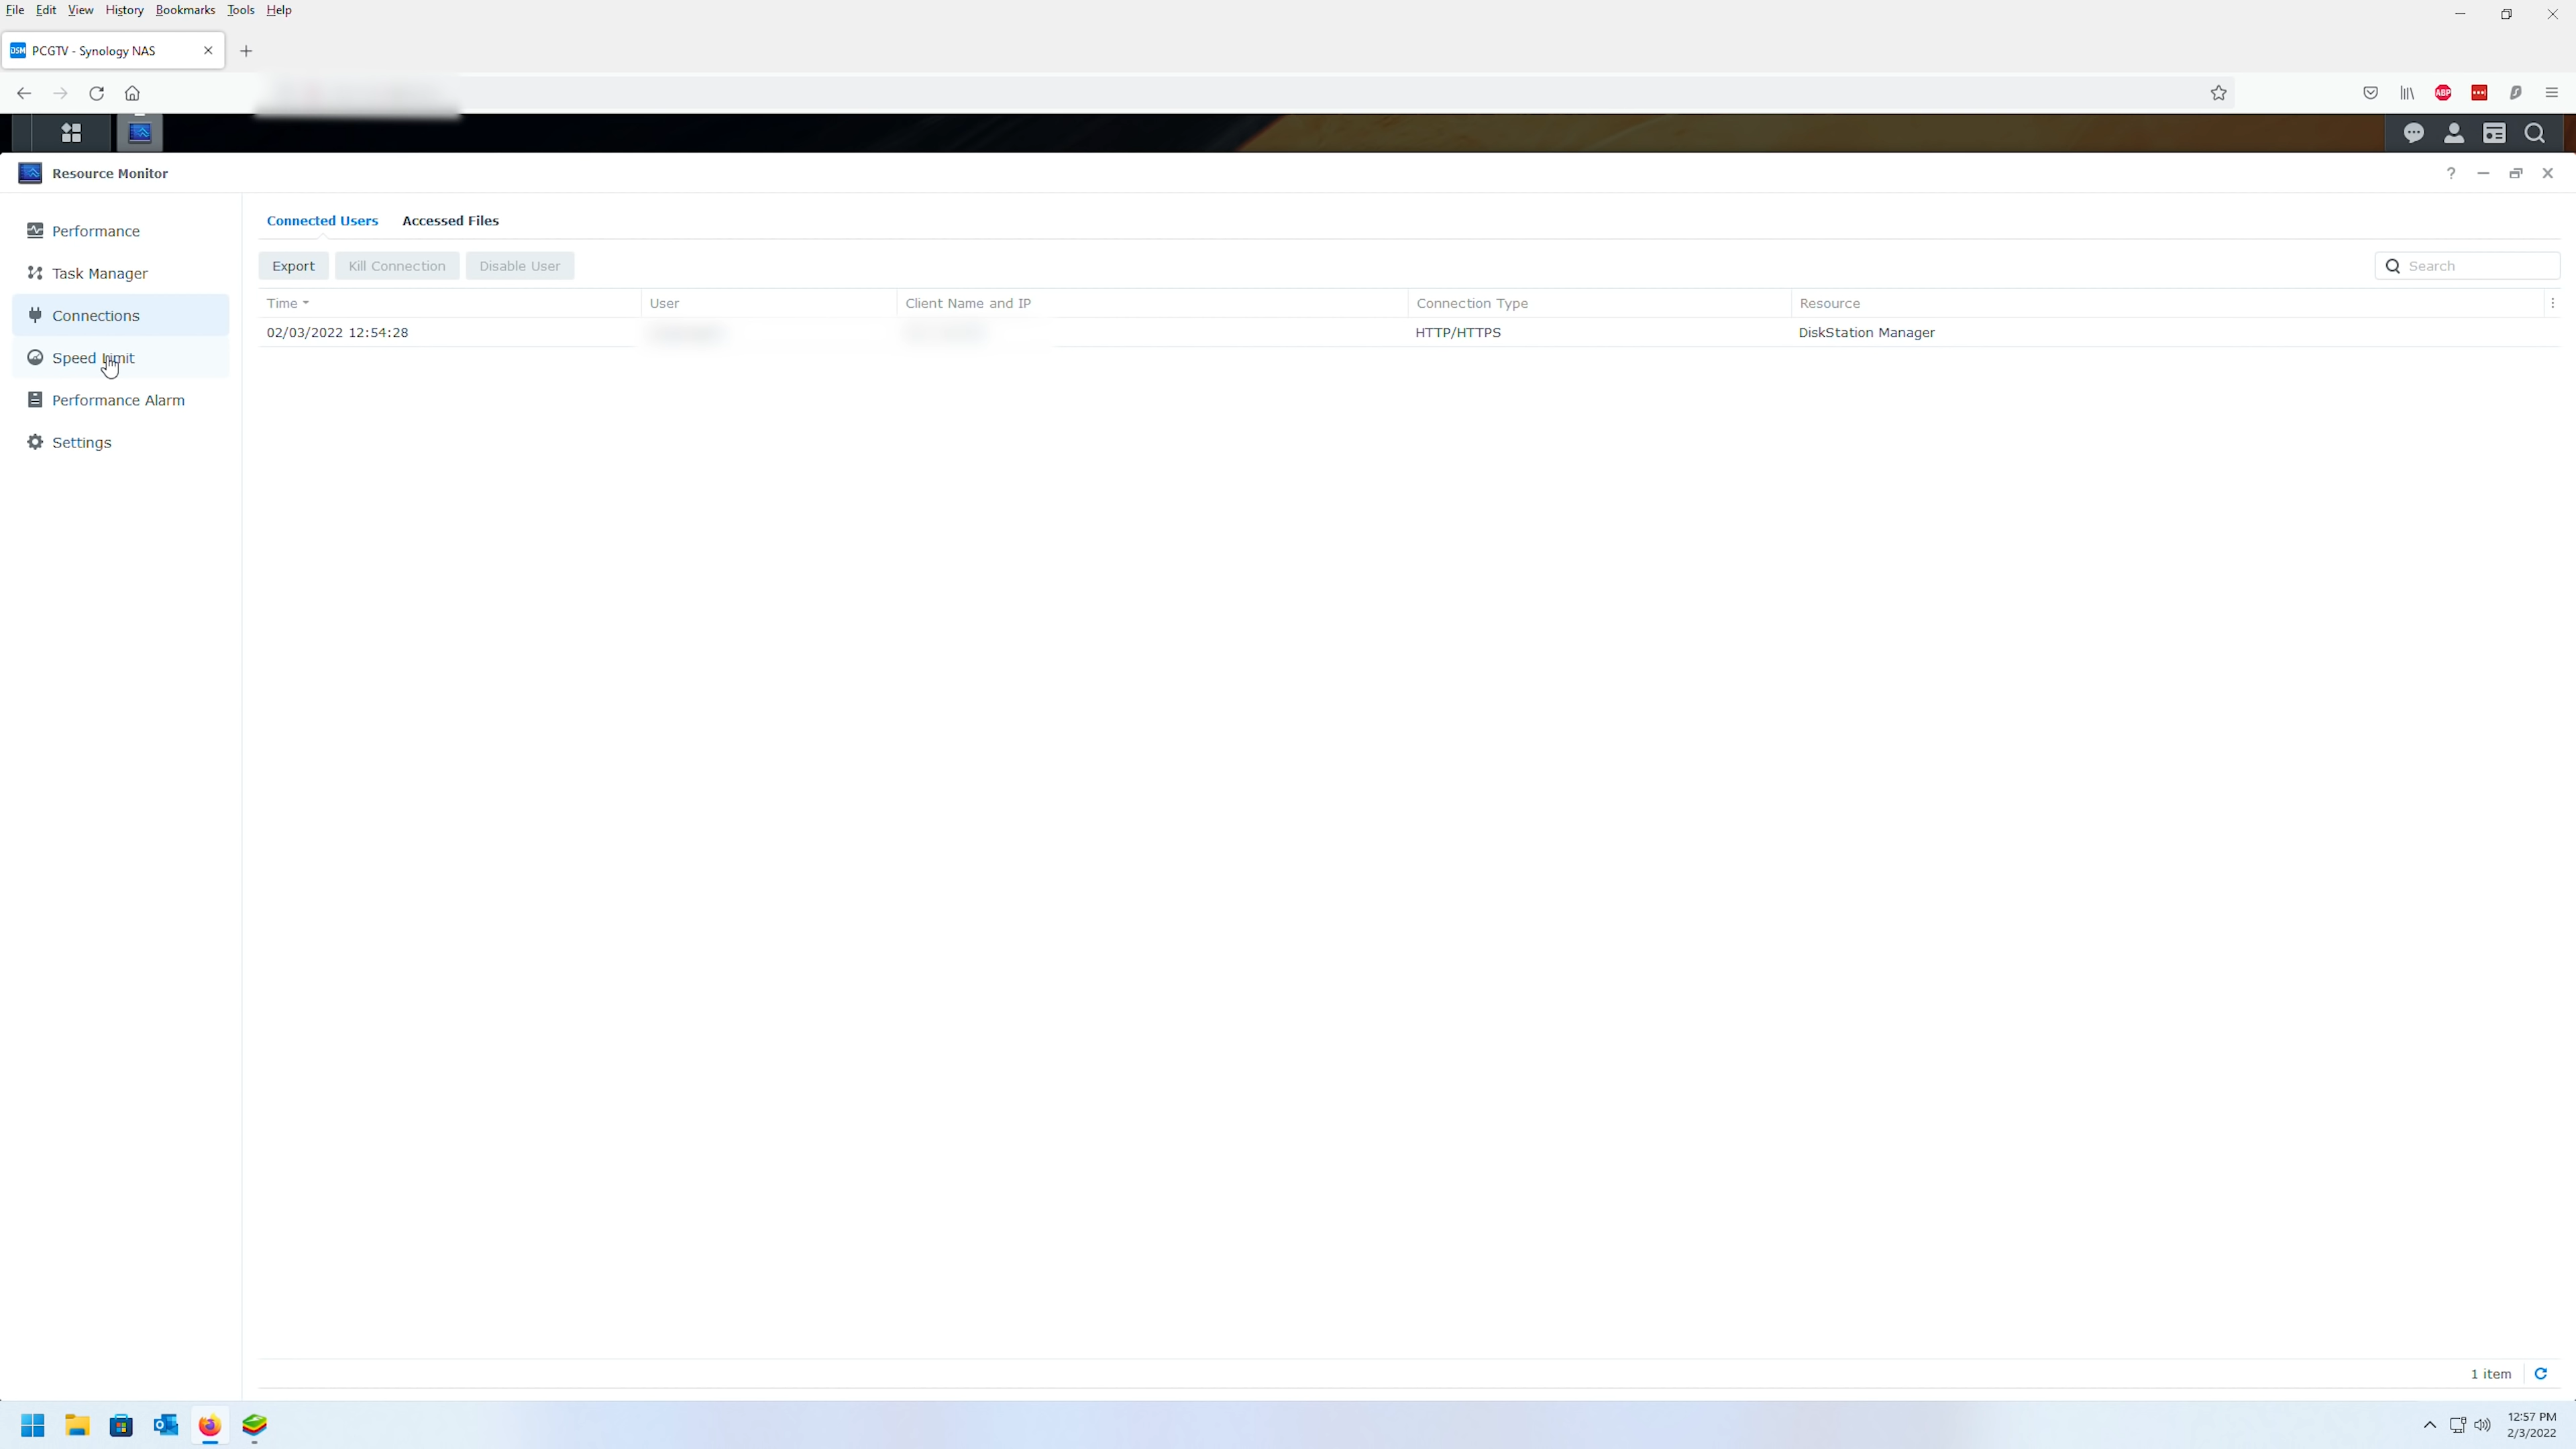 File Edit View History Bookmarks Tools Help
PCGTV - Synology NAS
ABP
Resource Monitor
Performance
Task Manager
Connections
Speed Limit
Performance Alarm
Settings
Connected Users Accessed Files
Export Kill Connection Disable User Search
Time User Client Name and IP Connection Type Resource
02/03/2022 12:54:28 HTTP/HTTPS DiskStation Manager
1 item
12:57 PM
2/3/2022